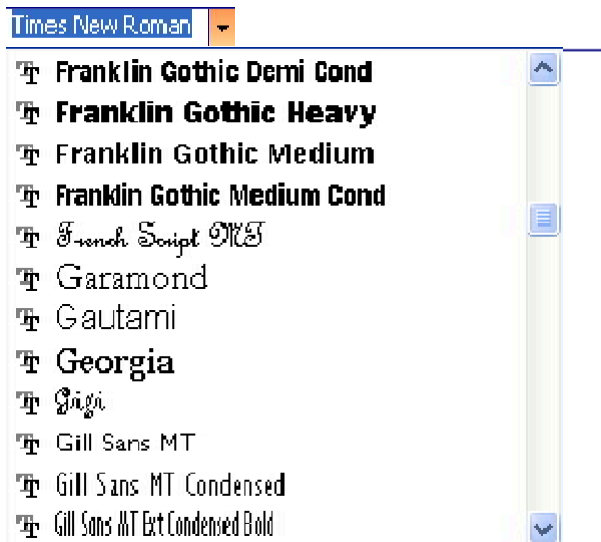 Times New Roman
Franklin Gothic Demi Cond
Franklin Gothic Heavy
Franklin Gothic Medium
Franklin Gothic Medium Cond
French Script MT
Garamond
Gautami
Georgia
Gigi
Gill Sans MT
Gill Sans MT Condensed
Gill Sans MT Ext Condensed Bold